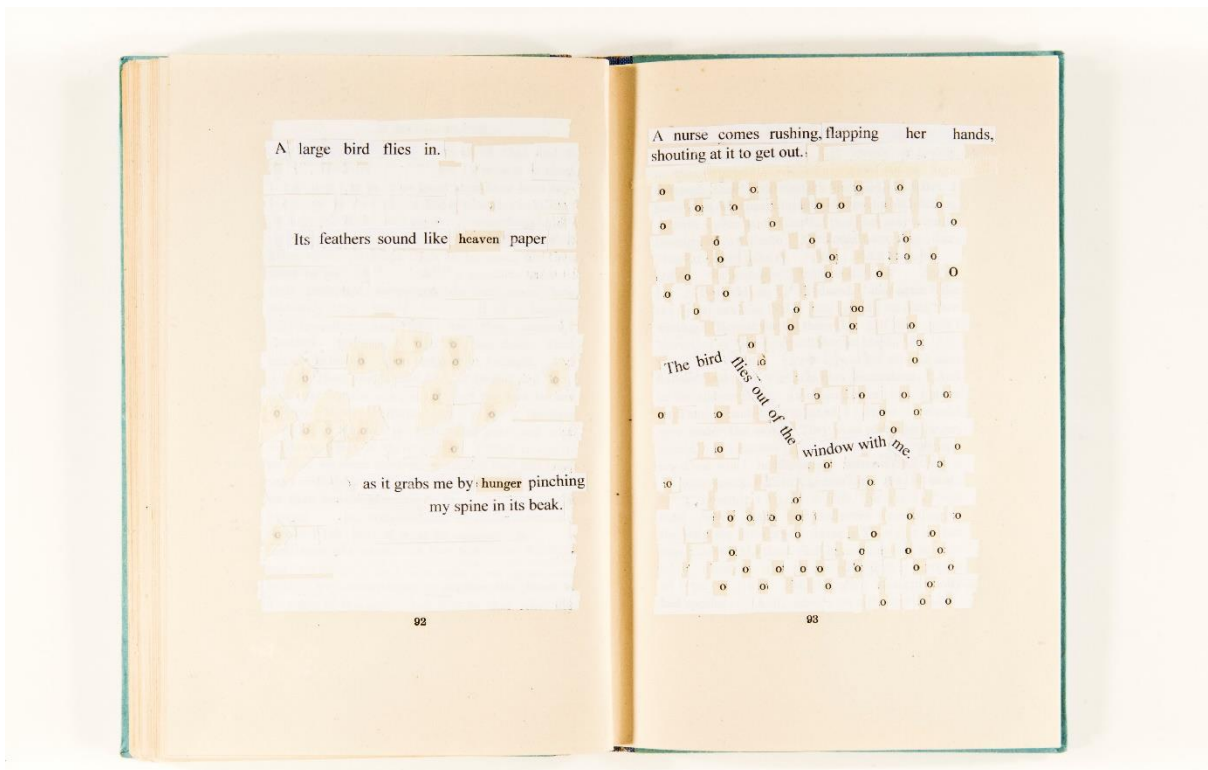 A large bird flies in.
Its feathers sound like heaven paper
o o
o o o
o o
o
o o
o o o
o
as it grabs me by hunger pinching
my spine in its beak.
o
92
A nurse comes rushing, flapping her hands,
shouting at it to get out.
o o o o
o o o o o
o o o
o o o
o o o o
o o o O
o o
o o oo
o o o
o o
o o
The bird flies out of the window with me.
o o o o
o o o o
o
o o
o o
o o
o
o o o o o o
o o o
o o o o
o o o o o o o
o o o o
o o o
93